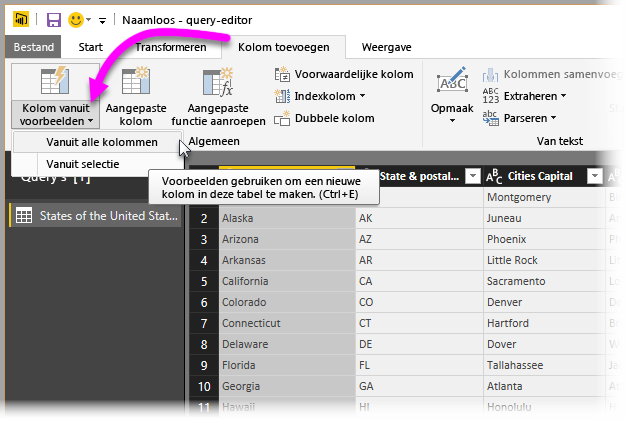 Naamloos - query-editor
Bestand Start Transformeren Kolom toevoegen Weergave
Kolom vanuit voorbeelden
Aangepaste kolom
Aangepaste functie aanroepen
Voorwaardelijke kolom
Indexkolom
Dubbele kolom
Algemeen
Opmaak
Kolommen samenvoeg
Extraheren
Parseren
Van tekst
ABC
123
Vanuit alle kolommen
Vanuit selectie
Voorbeelden gebruiken om een nieuwe
kolom in deze tabel te maken. (Ctrl+E)
[1]
States of the United Stat...
State & postal... Cities Capital
Montgomery
2 Alaska AK Juneau
3 Arizona AZ Phoenix
4 Arkansas AR Little Rock
5 California CA Sacramento
6 Colorado CO Denver
7 Connecticut CT Hartford
8 Delaware DE Dover
9 Florida FL Tallahassee
10 Georgia GA Atlanta
11 Hawaii HI Honolulu